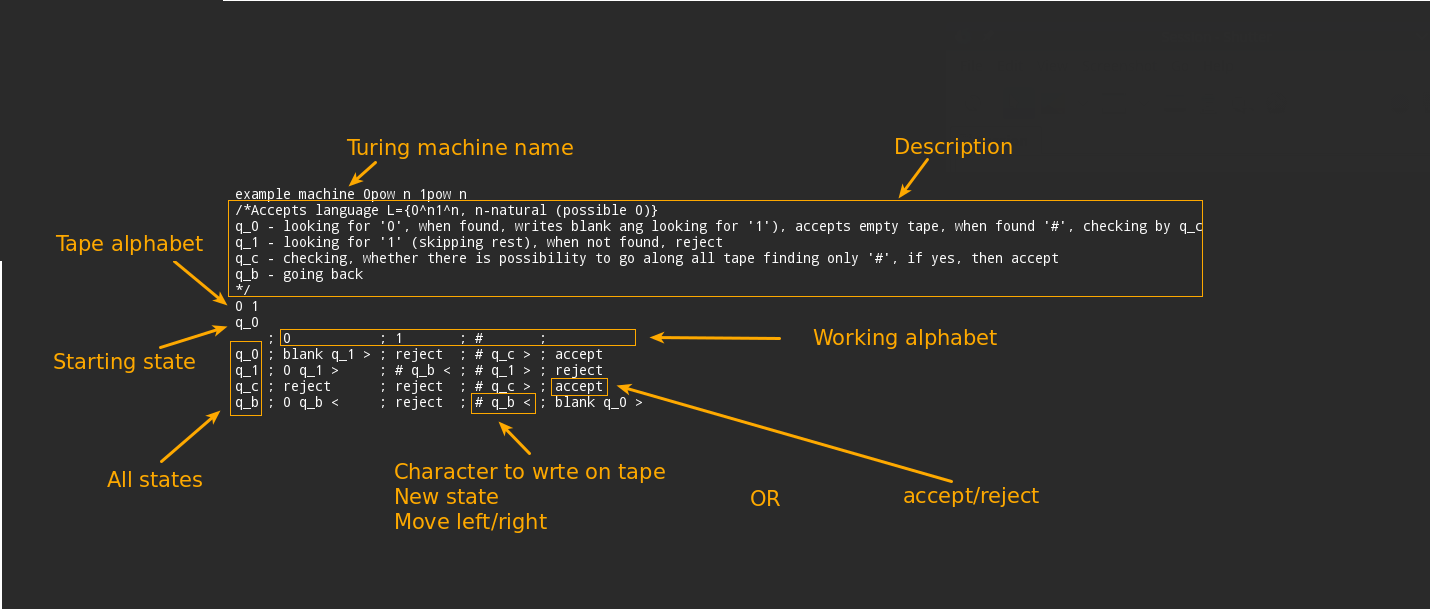 Turing machine name
Description
example machine 0pow n 1pow n
/*Accepts language L={0^n1^n, n-natural (possible 0)}
q_0 - looking for '0', when found, writes blank ang looking for '1'), accepts empty tape, when found '#', checking by q_c
Tape alphabet
q_1 - looking for '1' (skipping rest), when not found, reject
q_c - checking, whether there is possibility to go along all tape finding only '#', if yes, then accept
q_b - going back
*/
0 1
q_0
; 0 ; 1 ; # ;
Working alphabet
Starting state
q_0 ; blank q_1 > ; reject ; # q_c > ; accept
q_1 ; 0 q_1 > ; # q_b < ; # q_1 > ; reject
q_c ; reject ; reject ; # q_c > ; accept
q_b ; 0 q_b < ; reject ; # q_b < ; blank q_0 >
All states
Character to wrte on tape
New state
Move left/right
OR
accept/reject